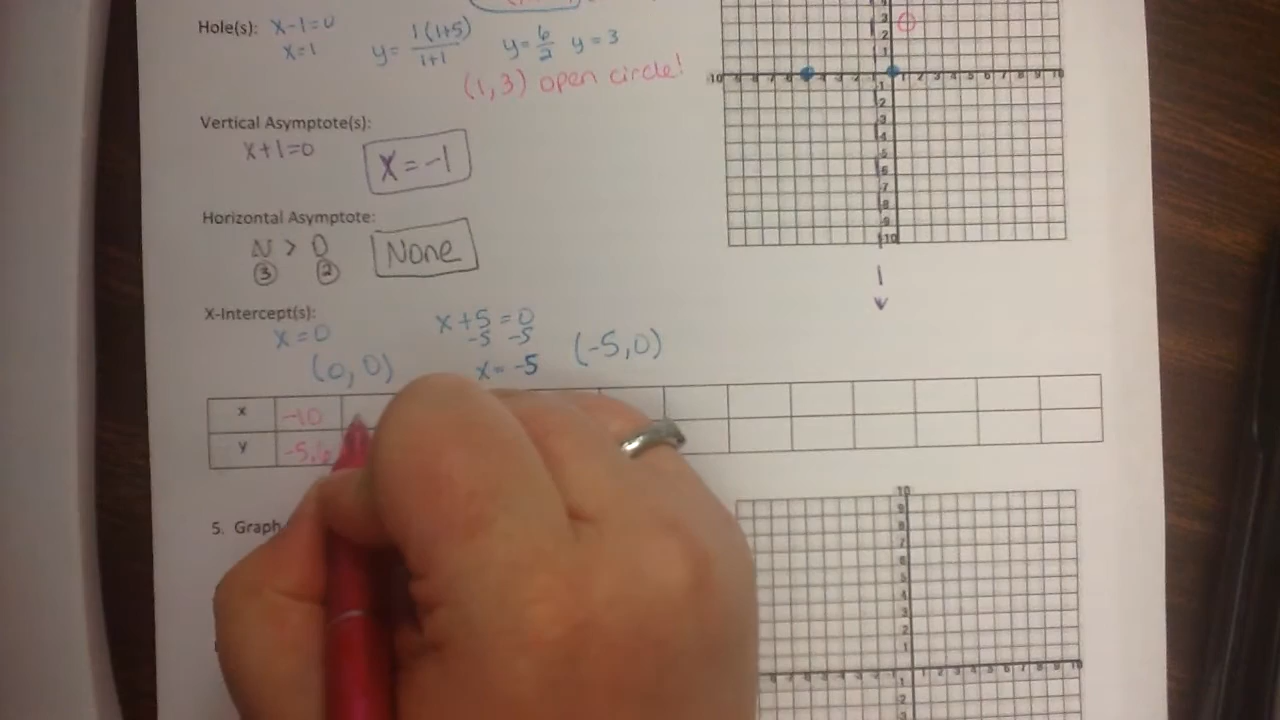 Hole(s): x-1=0
x=1 y= 1(1+5)/1+1 y=6/2 y=3
(1,3) open circle!
Vertical Asymptote(s):
x+1=0 x=-1
Horizontal Asymptote:
N > D None
③ ②
X-Intercept(s):
x=0 x+5=0
-5 -5
(0,0) x=-5 (-5,0)
x -10
y
5. Graph